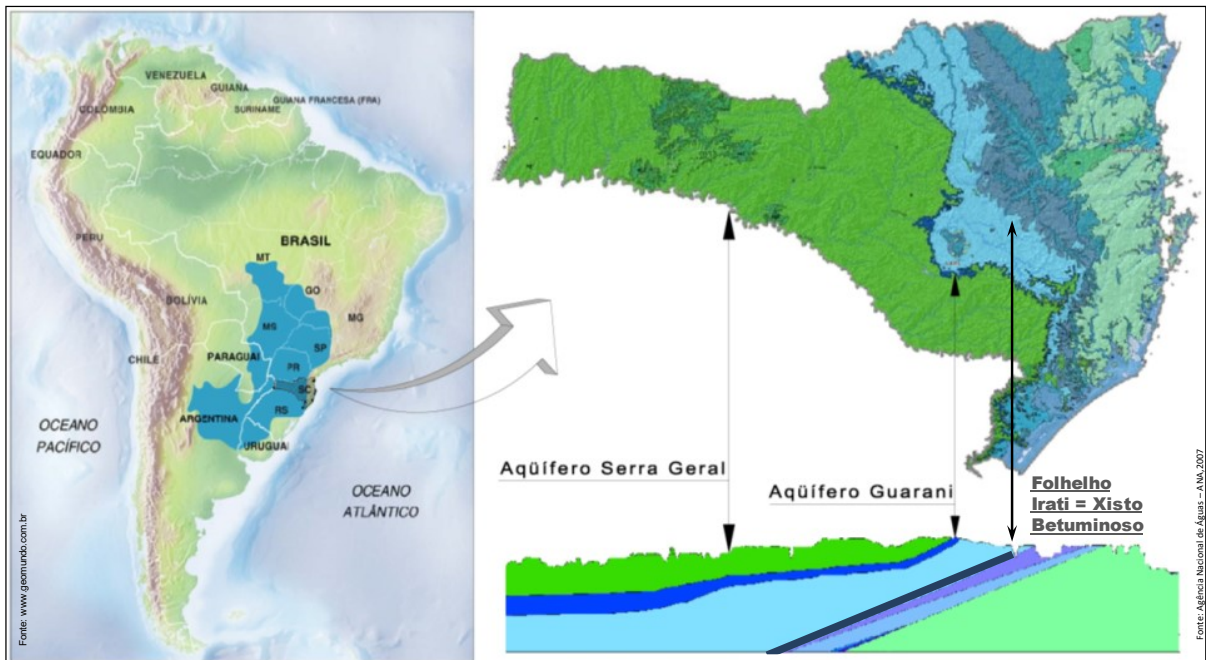 VENEZUELA
GUIANA
GUIANA FRANCESA (FRA)
SURINAME
COLÔMBIA
EQUADOR
PERU
BRASIL
MT
BOLÍVIA
GO
MS
MG
SP
PARAGUAI
CHILE
PR
SC
ARGENTINA
RS
URUGUAI
OCEANO
PACÍFICO
OCEANO
ATLÂNTICO
Fonte: www.geomundo.com.br
Aqüífero Serra Geral
Aqüífero Guarani
Folhelho
Irati = Xisto
Betuminoso
Fonte: Agência Nacional de Águas – ANA, 2007